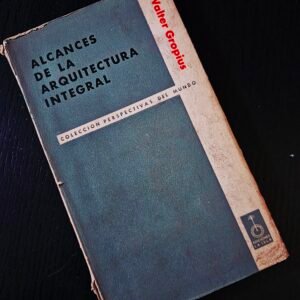 Walter Gropius
ALCANCES
DE LA
ARQUITECTURA
INTEGRAL
COLECCION PERSPECTIVAS DEL MUNDO